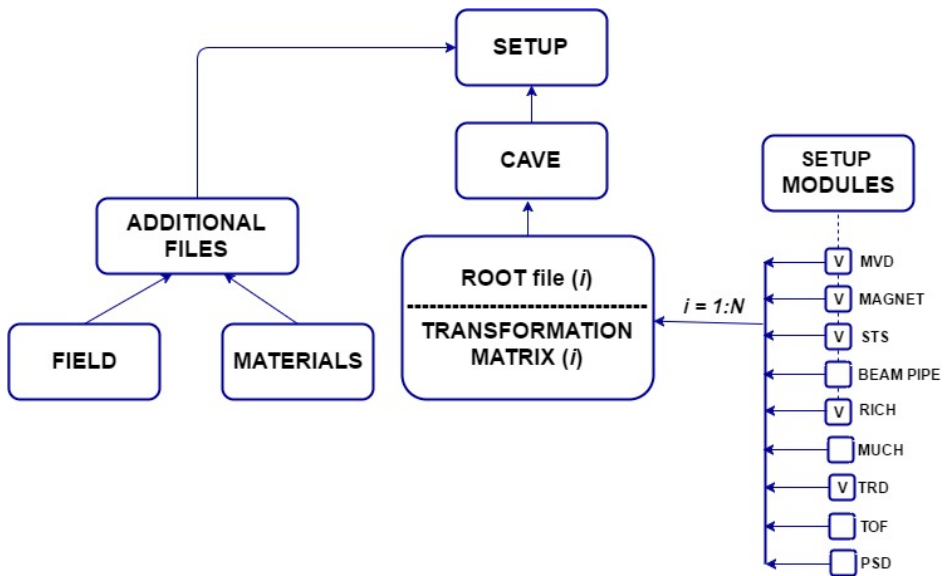 SETUP
CAVE
SETUP
MODULES
ADDITIONAL
FILES
ROOT file (i)
TRANSFORMATION
MATRIX (i)
i = 1:N
FIELD
MATERIALS
V MVD
V MAGNET
V STS
BEAM PIPE
V RICH
MUCH
V TRD
TOF
PSD